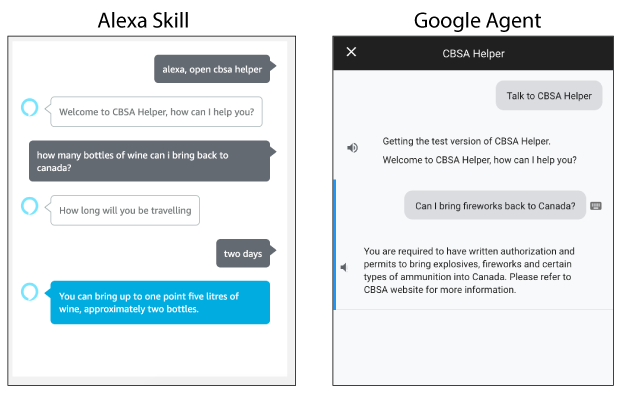 Alexa Skill
alexa, open cbsa helper
Welcome to CBSA Helper, how can I help you?
how many bottles of wine can i bring back to
canada?
How long will you be travelling
two days
You can bring up to one point five litres of
wine, approximately two bottles.
Google Agent
CBSA Helper
Talk to CBSA Helper
Getting the test version of CBSA Helper.
Welcome to CBSA Helper, how can I help you?
Can I bring fireworks back to Canada?
You are required to have written authorization and
permits to bring explosives, fireworks and certain
types of ammunition into Canada. Please refer to
CBSA website for more information.